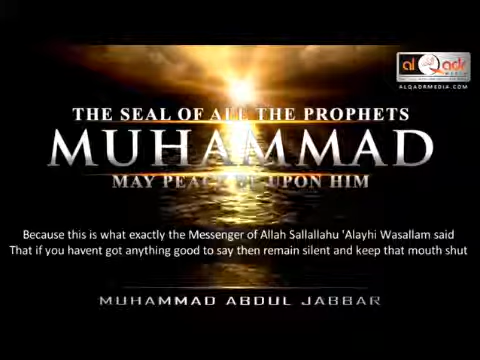 al Qadr
MEDIA
ALQADRMEDIA.COM
THE SEAL OF ALL THE PROPHETS
MUHAMMAD
MAY PEACE BE UPON HIM
Because this is what exactly the Messenger of Allah Sallallahu 'Alayhi Wasallam said
That if you havent got anything good to say then remain silent and keep that mouth shut
MUHAMMAD ABDUL JABBAR